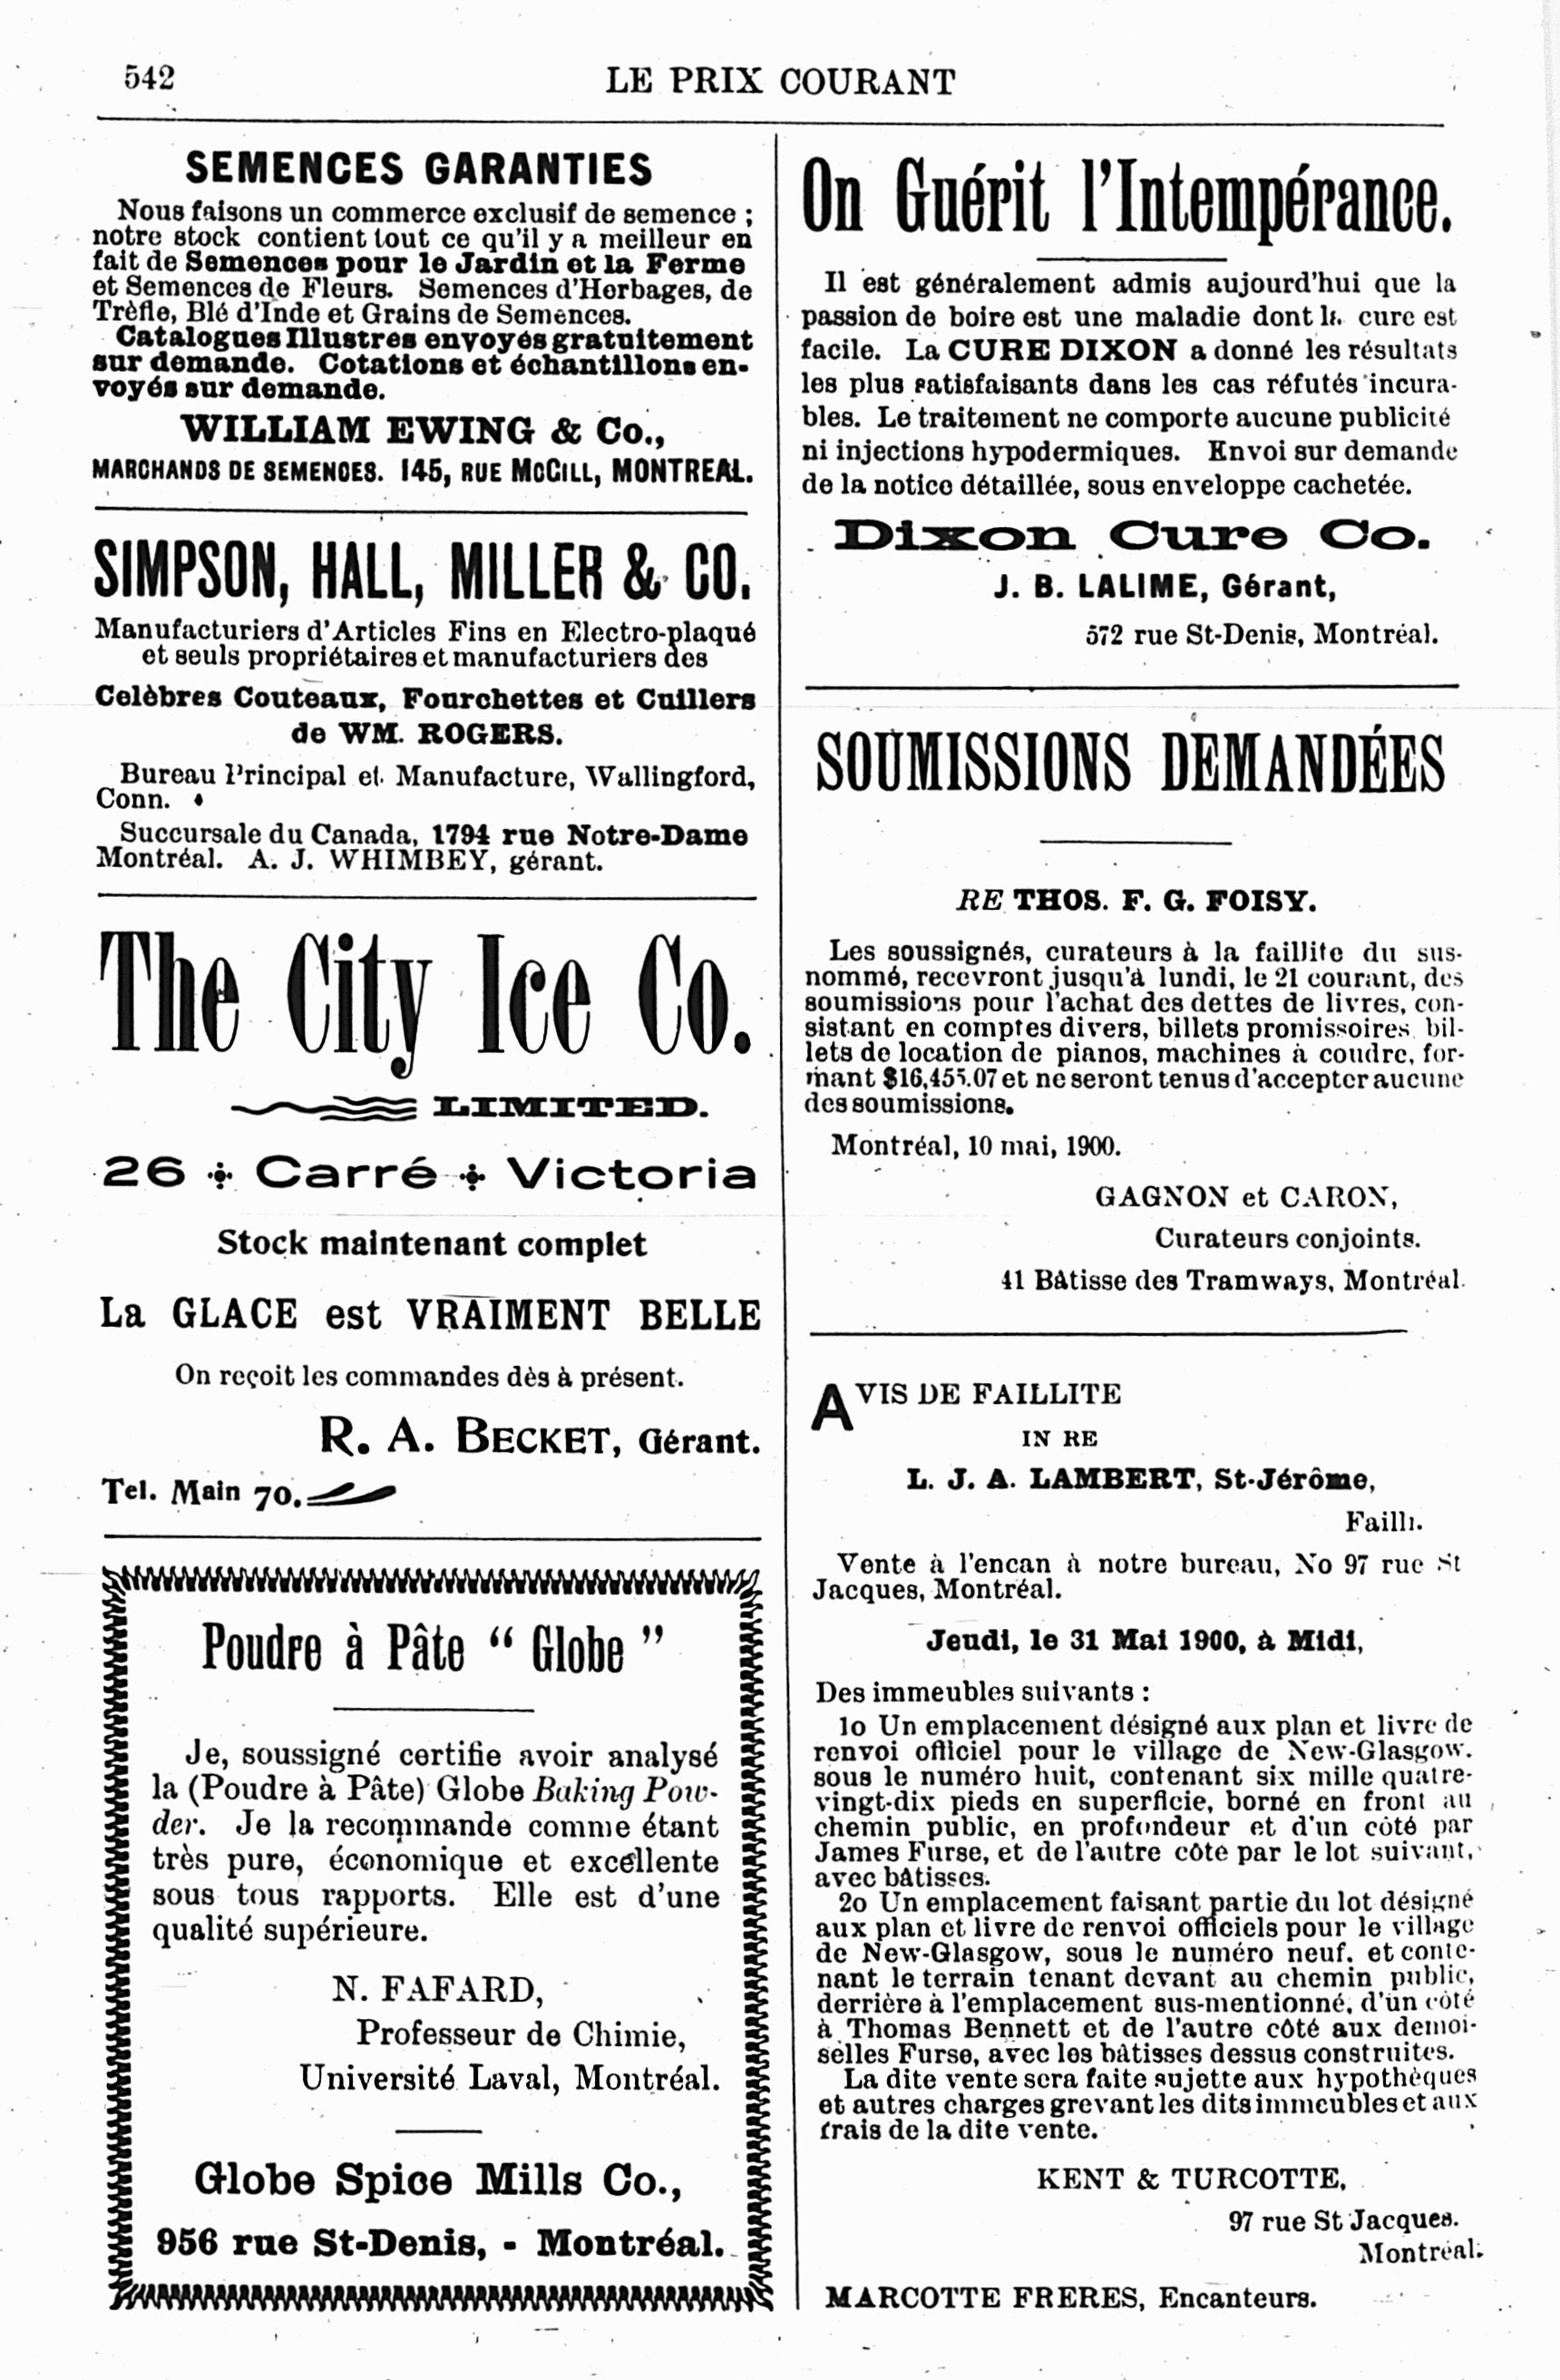 542
LE PRIX COURANT
SEMENCES GARANTIES
Nous faisons un commerce exclusif de semence ;
notre stock contient tout ce qu'il y a meilleur en
fait de Semences pour le Jardin et la Ferme
et Semences de Fleurs. Semences d'Herbages, de
Trèfle, Blé d'Inde et Grains de Semences.
Catalogues Illustres envoyés gratuitement
sur demande. Cotations et échantillons en-
voyés sur demande.
WILLIAM EWING & Co.,
MARCHANDS DE SEMENCES. 145, RUE McGILL, MONTREAL.
SIMPSON, HALL, MILLER & CO.
Manufacturiers d'Articles Fins en Electro-plaqué
et seuls propriétaires et manufacturiers des
Celèbres Couteaux, Fourchettes et Cuillers
de WM. ROGERS.
Bureau Principal et Manufacture, Wallingford,
Conn.
Succursale du Canada, 1794 rue Notre-Dame
Montréal. A. J. WHIMBEY, gérant.
The City Ice Co.
LIMITED.
26 Carré Victoria
Stock maintenant complet
La GLACE est VRAIMENT BELLE
On reçoit les commandes dès à présent.
R. A. BECKET, Gérant.
Tel. Main 70.
Poudre à Pâte " Globe "
Je, soussigné certifie avoir analysé
la (Poudre à Pâte) Globe Baking Pow-
der. Je la recommande comme étant
très pure, économique et excellente
sous tous rapports. Elle est d'une
qualité supérieure.
N. FAFARD,
Professeur de Chimie,
Université Laval, Montréal.
Globe Spice Mills Co.,
956 rue St-Denis, - Montréal.
On Guérit l'Intempérance.
Il est généralement admis aujourd'hui que la
passion de boire est une maladie dont la cure est
facile. La CURE DIXON a donné les résultats
les plus satisfaisants dans les cas réfutés incura-
bles. Le traitement ne comporte aucune publicité
ni injections hypodermiques. Envoi sur demande
de la notice détaillée, sous enveloppe cachetée.
Dixon Cure Co.
J. B. LALIME, Gérant,
572 rue St-Denis, Montréal.
SOUMISSIONS DEMANDÉES
RE THOS. F. G. FOISY.
Les soussignés, curateurs à la faillite du sus-
nommé, recevront jusqu'à lundi, le 21 courant, des
soumissions pour l'achat des dettes de livres, con-
sistant en comptes divers, billets promissoires, bil-
lets de location de pianos, machines à coudre, for-
mant $16,455.07 et ne seront tenus d'accepter aucune
des soumissions.
Montréal, 10 mai, 1900.
GAGNON et CARON,
Curateurs conjoints.
41 Bâtisse des Tramways, Montréal.
AVIS DE FAILLITE
IN RE
L. J. A. LAMBERT, St-Jérôme,
Failli.
Vente à l'encan à notre bureau, No 97 rue St
Jacques, Montréal.
Jeudi, le 31 Mai 1900, à Midi,
Des immeubles suivants :
1o Un emplacement désigné aux plan et livre de
renvoi officiel pour le village de New-Glasgow,
sous le numéro huit, contenant six mille quatre-
vingt-dix pieds en superficie, borné en front au
chemin public, en profondeur et d'un côté par
James Furse, et de l'autre côté par le lot suivant,
avec bâtisses.
2o Un emplacement faisant partie du lot désigné
aux plan et livre de renvoi officiels pour le village
de New-Glasgow, sous le numéro neuf, et conte-
nant le terrain tenant devant au chemin public,
derrière à l'emplacement sus-mentionné, d'un côté
à Thomas Bennett et de l'autre côté aux demoi-
selles Furse, avec les bâtisses dessus construites.
La dite vente sera faite sujette aux hypothèques
et autres charges grevant les dits immeubles et aux
frais de la dite vente.
KENT & TURCOTTE,
97 rue St Jacques.
Montréal.
MARCOTTE FRERES, Encanteurs.